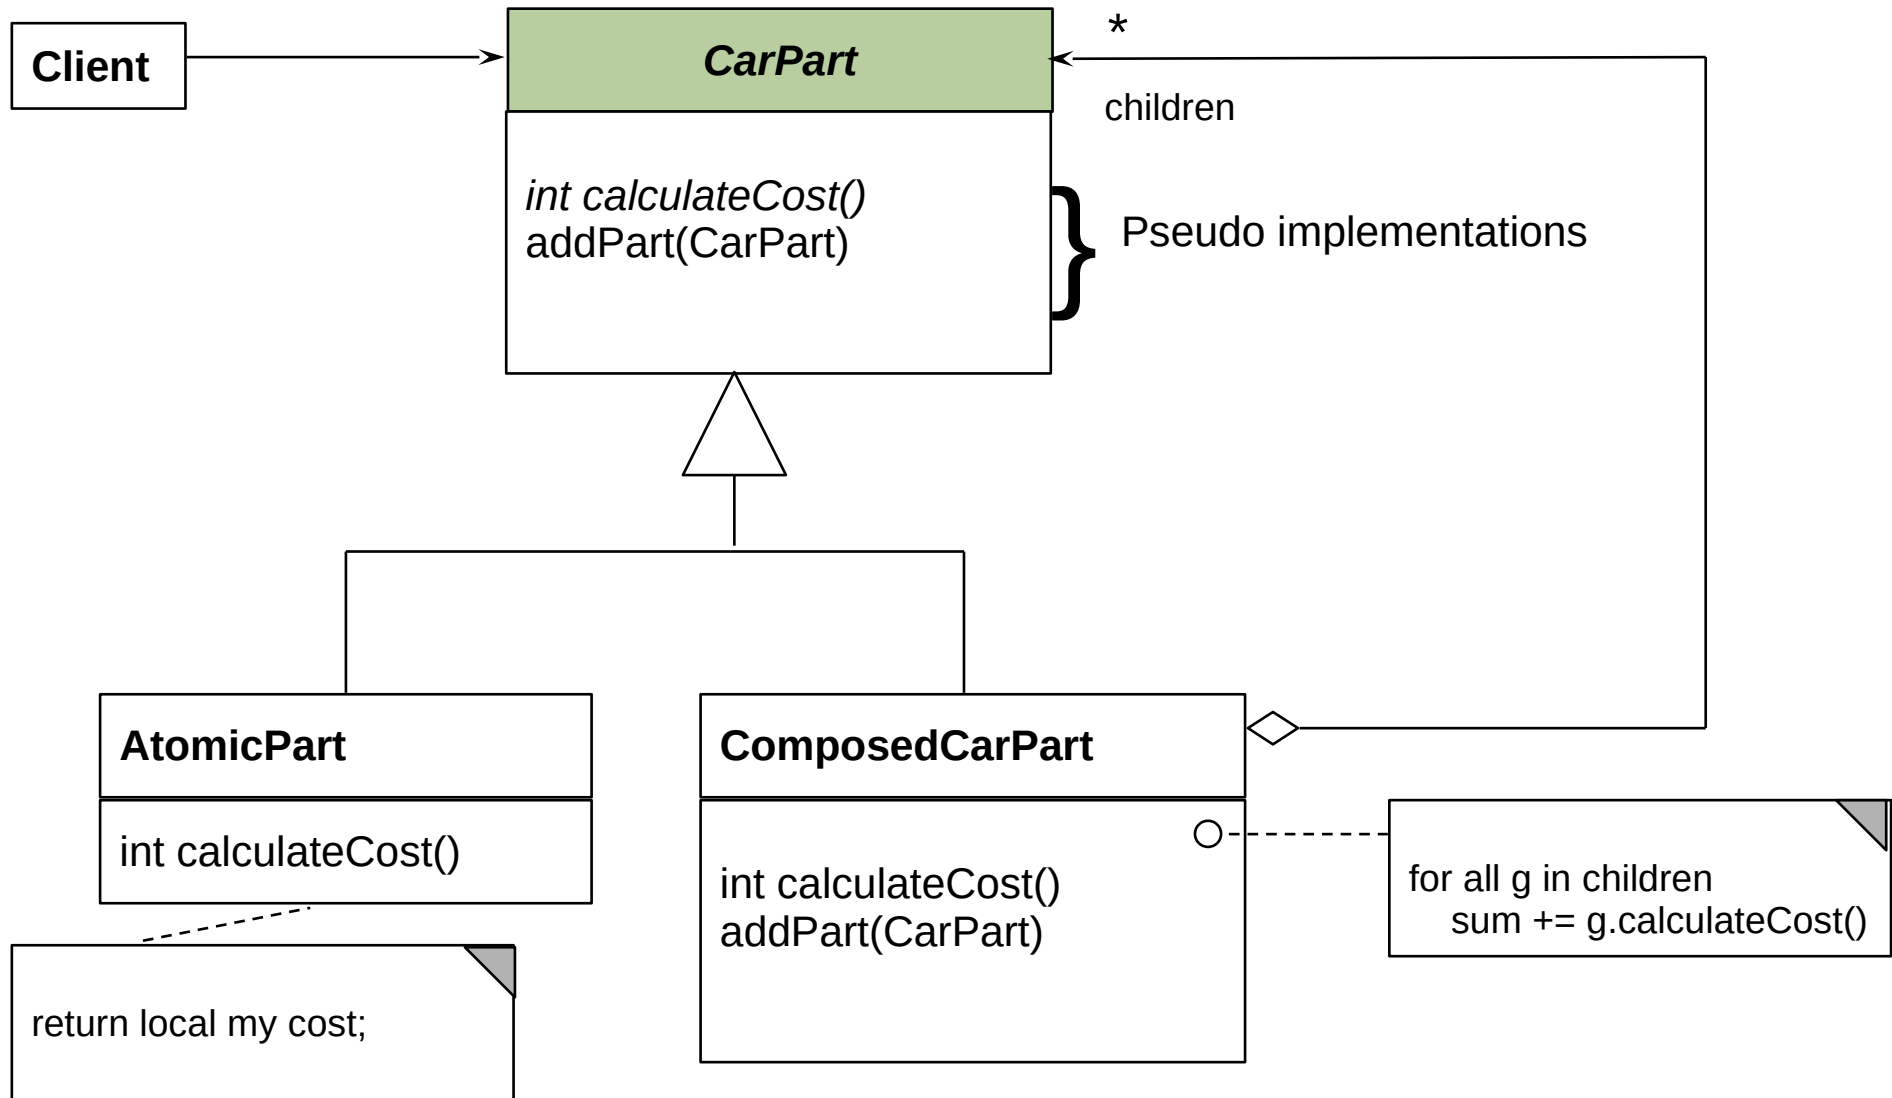 Client
CarPart
*
children
int calculateCost()
addPart(CarPart)
} Pseudo implementations
AtomicPart
int calculateCost()
return local my cost;
ComposedCarPart
int calculateCost()
addPart(CarPart)
for all g in children
sum += g.calculateCost()